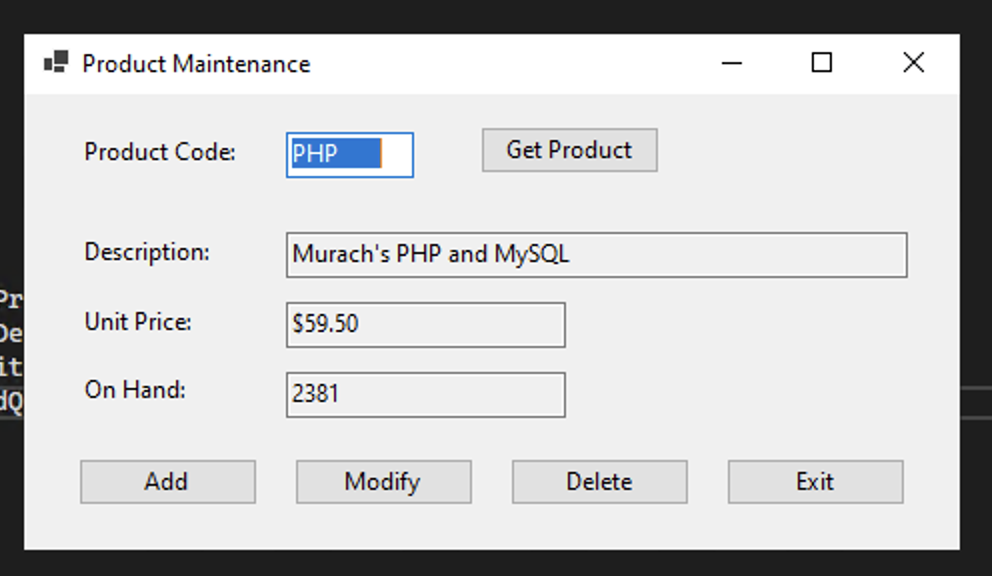 Product Maintenance
Product Code: PHP Get Product
Description: Murach's PHP and MySQL
Unit Price: $59.50
On Hand: 2381
Add Modify Delete Exit
Pr
De
it
dQ